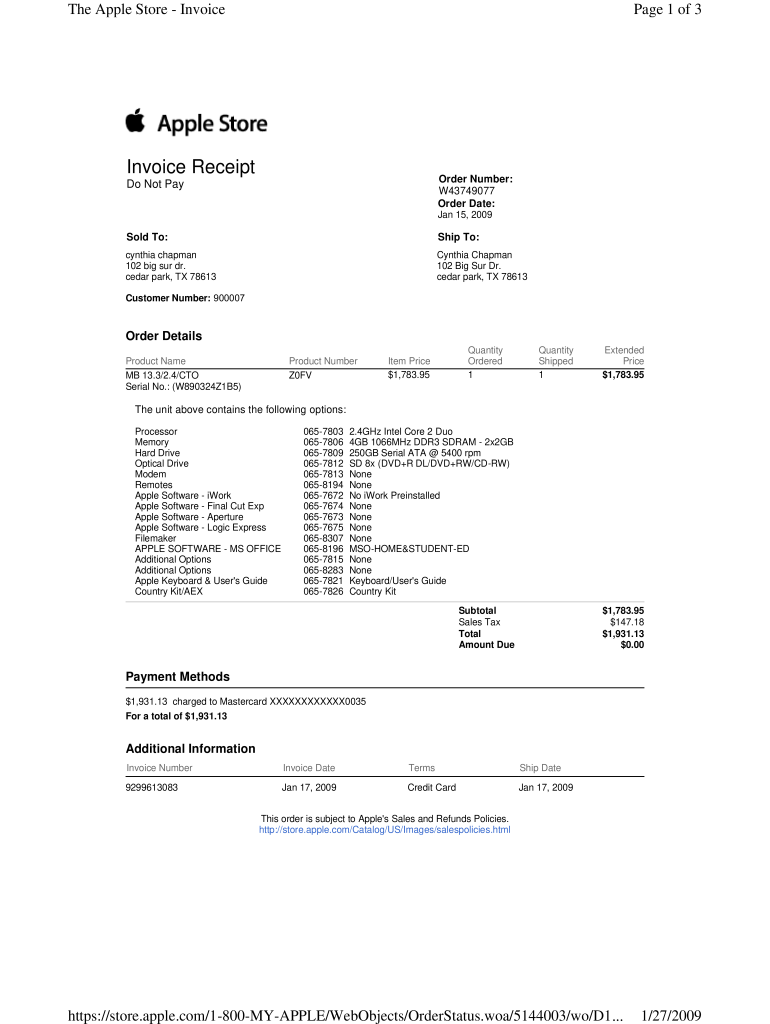 The Apple Store - Invoice Page 1 of 3
Apple Store
Invoice Receipt
Do Not Pay
Order Number:
W43749077
Order Date:
Jan 15, 2009
Sold To: Ship To:
cynthia chapman Cynthia Chapman
102 big sur dr. 102 Big Sur Dr.
cedar park, TX 78613 cedar park, TX 78613
Customer Number: 900007
Order Details
Product Name Product Number Item Price Quantity Ordered Quantity Shipped Extended Price
MB 13.3/2.4/CTO Z0FV $1,783.95 1 1 $1,783.95
Serial No.: (W890324Z1B5)
The unit above contains the following options:
Processor 065-7803 2.4GHz Intel Core 2 Duo
Memory 065-7806 4GB 1066MHz DDR3 SDRAM - 2x2GB
Hard Drive 065-7809 250GB Serial ATA @ 5400 rpm
Optical Drive 065-7812 SD 8x (DVD+R DL/DVD+RW/CD-RW)
Modem 065-7813 None
Remotes 065-8194 None
Apple Software - iWork 065-7672 No iWork Preinstalled
Apple Software - Final Cut Exp 065-7674 None
Apple Software - Aperture 065-7673 None
Apple Software - Logic Express 065-7675 None
Filemaker 065-8307 None
APPLE SOFTWARE - MS OFFICE 065-8196 MSO-HOME&STUDENT-ED
Additional Options 065-7815 None
Additional Options 065-8283 None
Apple Keyboard & User's Guide 065-7821 Keyboard/User's Guide
Country Kit/AEX 065-7826 Country Kit
Subtotal $1,783.95
Sales Tax $147.18
Total $1,931.13
Amount Due $0.00
Payment Methods
$1,931.13 charged to Mastercard XXXXXXXXXXXX0035
For a total of $1,931.13
Additional Information
Invoice Number Invoice Date Terms Ship Date
9299613083 Jan 17, 2009 Credit Card Jan 17, 2009
This order is subject to Apple's Sales and Refunds Policies.
http://store.apple.com/Catalog/US/Images/salespolicies.html
https://store.apple.com/1-800-MY-APPLE/WebObjects/OrderStatus.woa/5144003/wo/D1... 1/27/2009